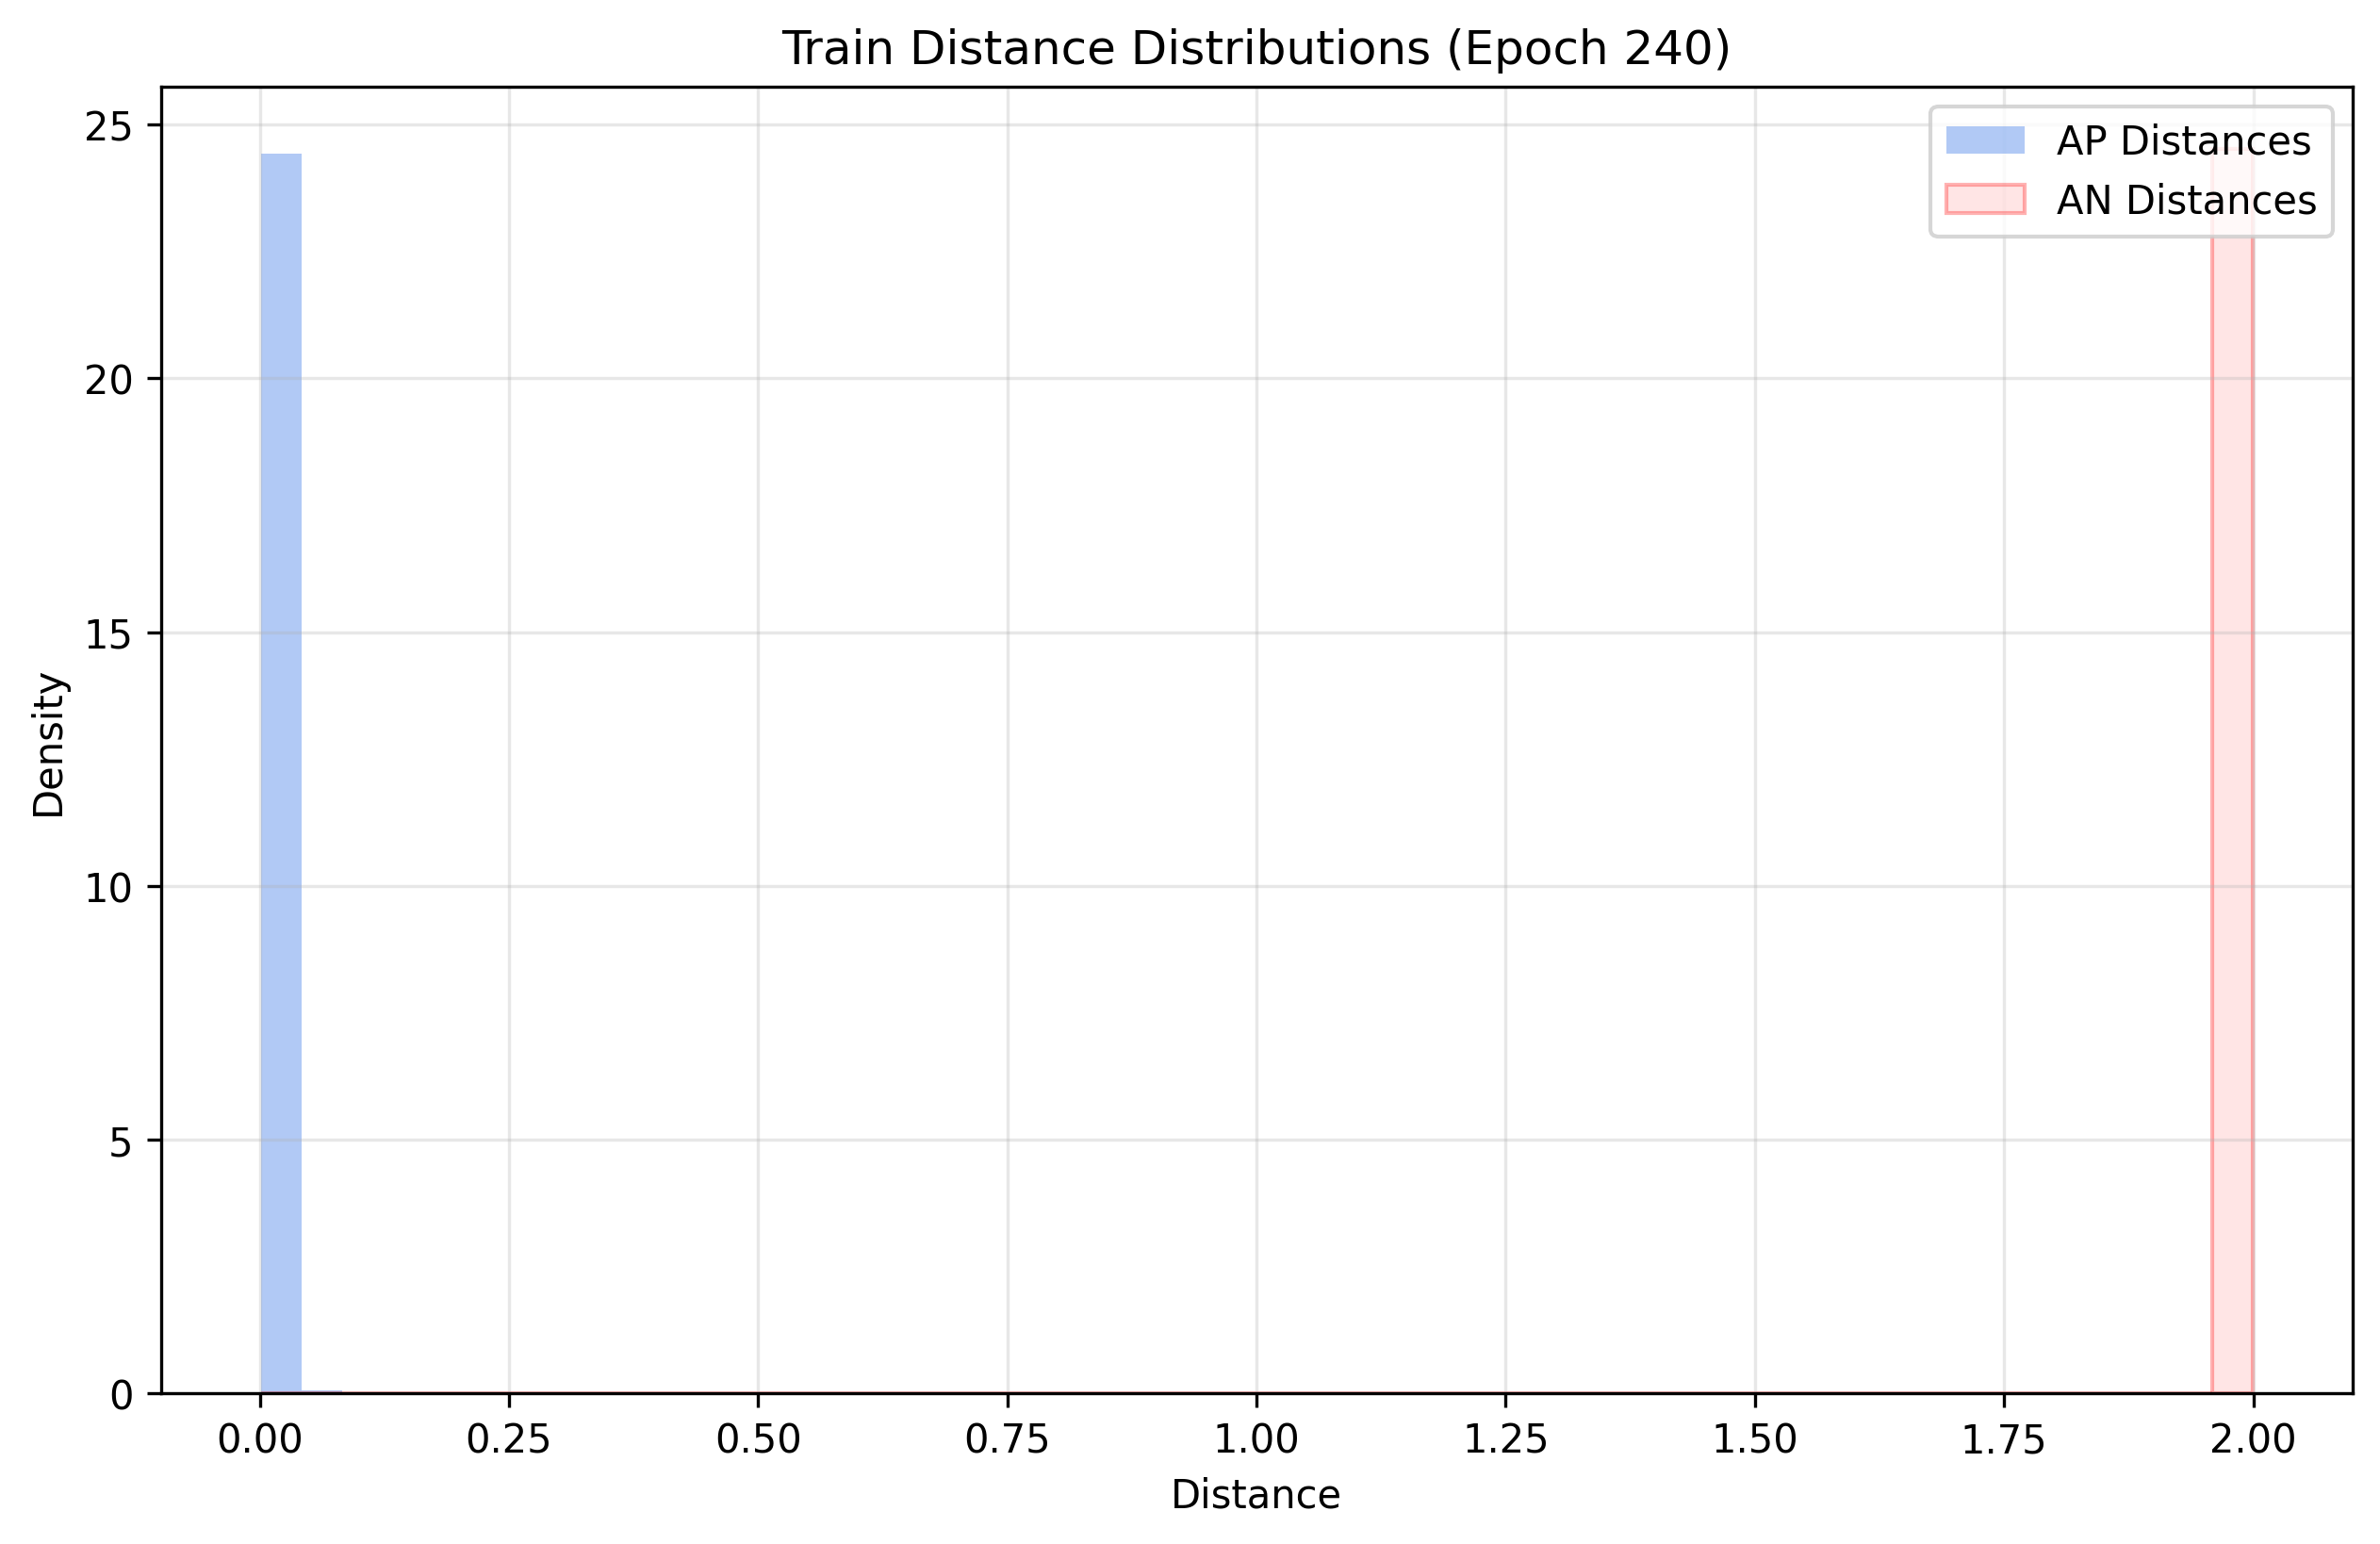 Train Distance Distributions (Epoch 240)
25
20
15
10
5
0
Density
AP Distances
AN Distances
0.00 0.25 0.50 0.75 1.00 1.25 1.50 1.75 2.00
Distance